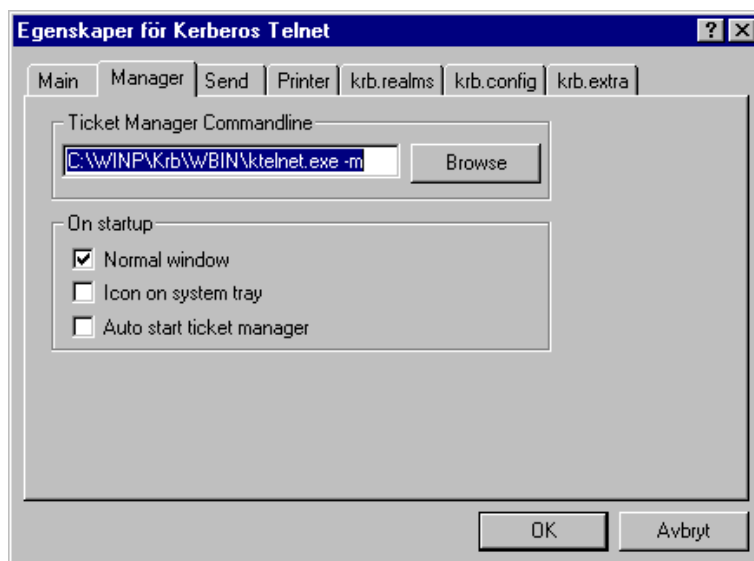 Egenskaper för Kerberos Telnet
Main Manager Send Printer krb.realms krb.config krb.extra
Ticket Manager Commandline
C:\WINP\Krb\WBIN\ktelnet.exe -m Browse
On startup
Normal window
Icon on system tray
Auto start ticket manager
OK Avbryt